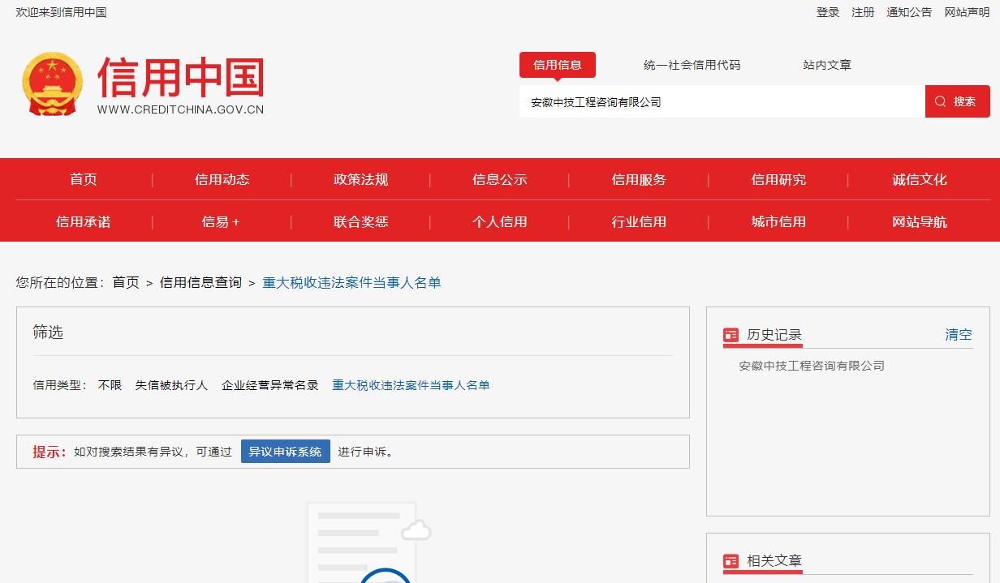 欢迎来到信用中国
登录 注册 通知公告 网站声明
信用中国
WWW.CREDITCHINA.GOV.CN
信用信息 统一社会信用代码 站内文章
安徽中技工程咨询有限公司 搜索
首页 | 信用动态 | 政策法规 | 信息公示 | 信用服务 | 信用研究 | 诚信文化
信用承诺 | 信易+ | 联合奖惩 | 个人信用 | 行业信用 | 城市信用 | 网站导航
您所在的位置：首页 > 信用信息查询 > 重大税收违法案件当事人名单
筛选
信用类型： 不限 失信被执行人 企业经营异常名录 重大税收违法案件当事人名单
提示：如对搜索结果有异议，可通过 异议申诉系统 进行申诉。
历史记录 清空
安徽中技工程咨询有限公司
相关文章